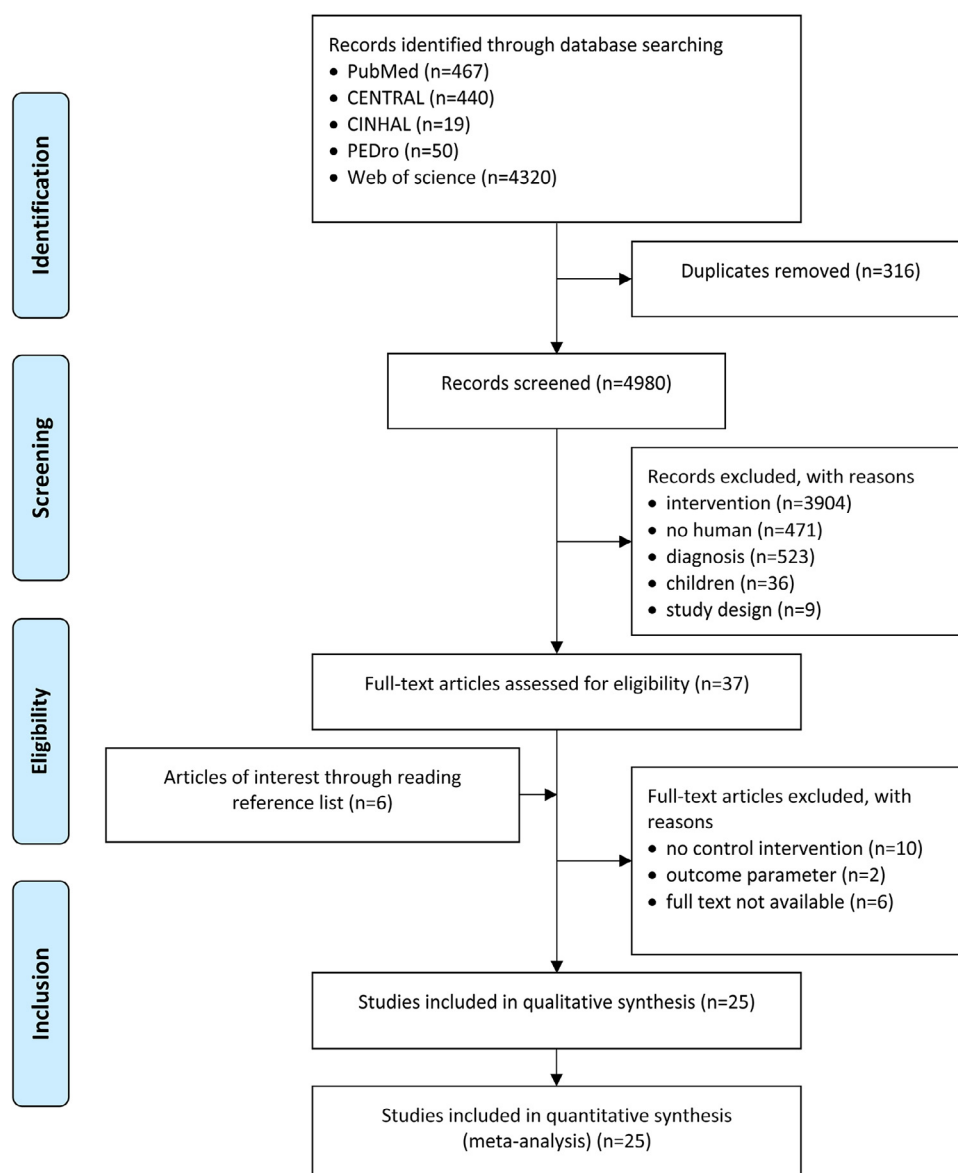 Identification
Records identified through database searching
• PubMed (n=467)
• CENTRAL (n=440)
• CINHAL (n=19)
• PEDro (n=50)
• Web of science (n=4320)
Duplicates removed (n=316)
Screening
Records screened (n=4980)
Records excluded, with reasons
• intervention (n=3904)
• no human (n=471)
• diagnosis (n=523)
• children (n=36)
• study design (n=9)
Eligibility
Full-text articles assessed for eligibility (n=37)
Articles of interest through reading
reference list (n=6)
Full-text articles excluded, with
reasons
• no control intervention (n=10)
• outcome parameter (n=2)
• full text not available (n=6)
Inclusion
Studies included in qualitative synthesis (n=25)
Studies included in quantitative synthesis
(meta-analysis) (n=25)